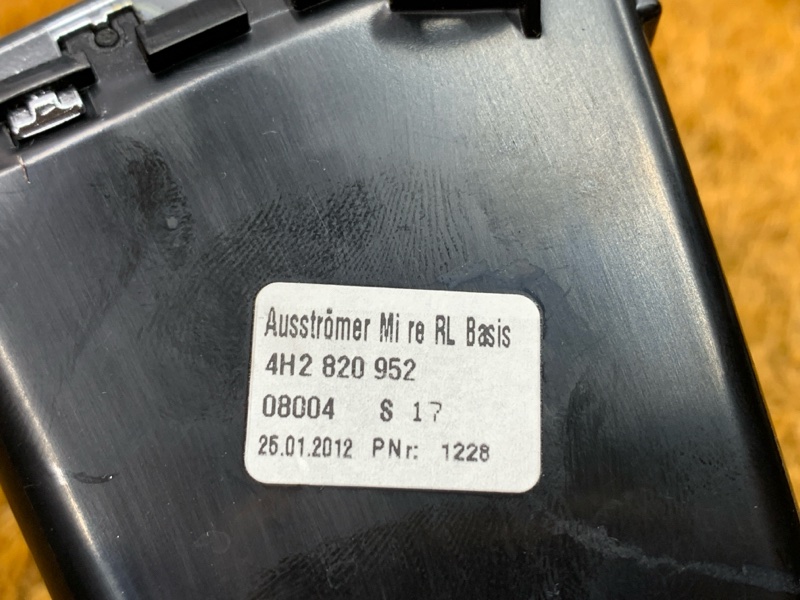 Ausströmer Mi re RL Basis
4H2 820 952
08004 S 17
25.01.2012 PNr: 1228